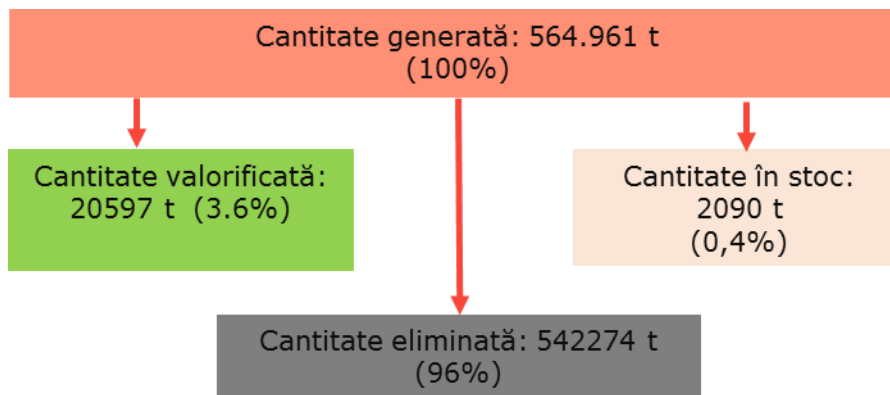 Cantitate generată: 564.961 t
(100%)
Cantitate valorificată:
20597 t  (3.6%)
Cantitate în stoc:
2090 t
(0,4%)
Cantitate eliminată: 542274 t
(96%)